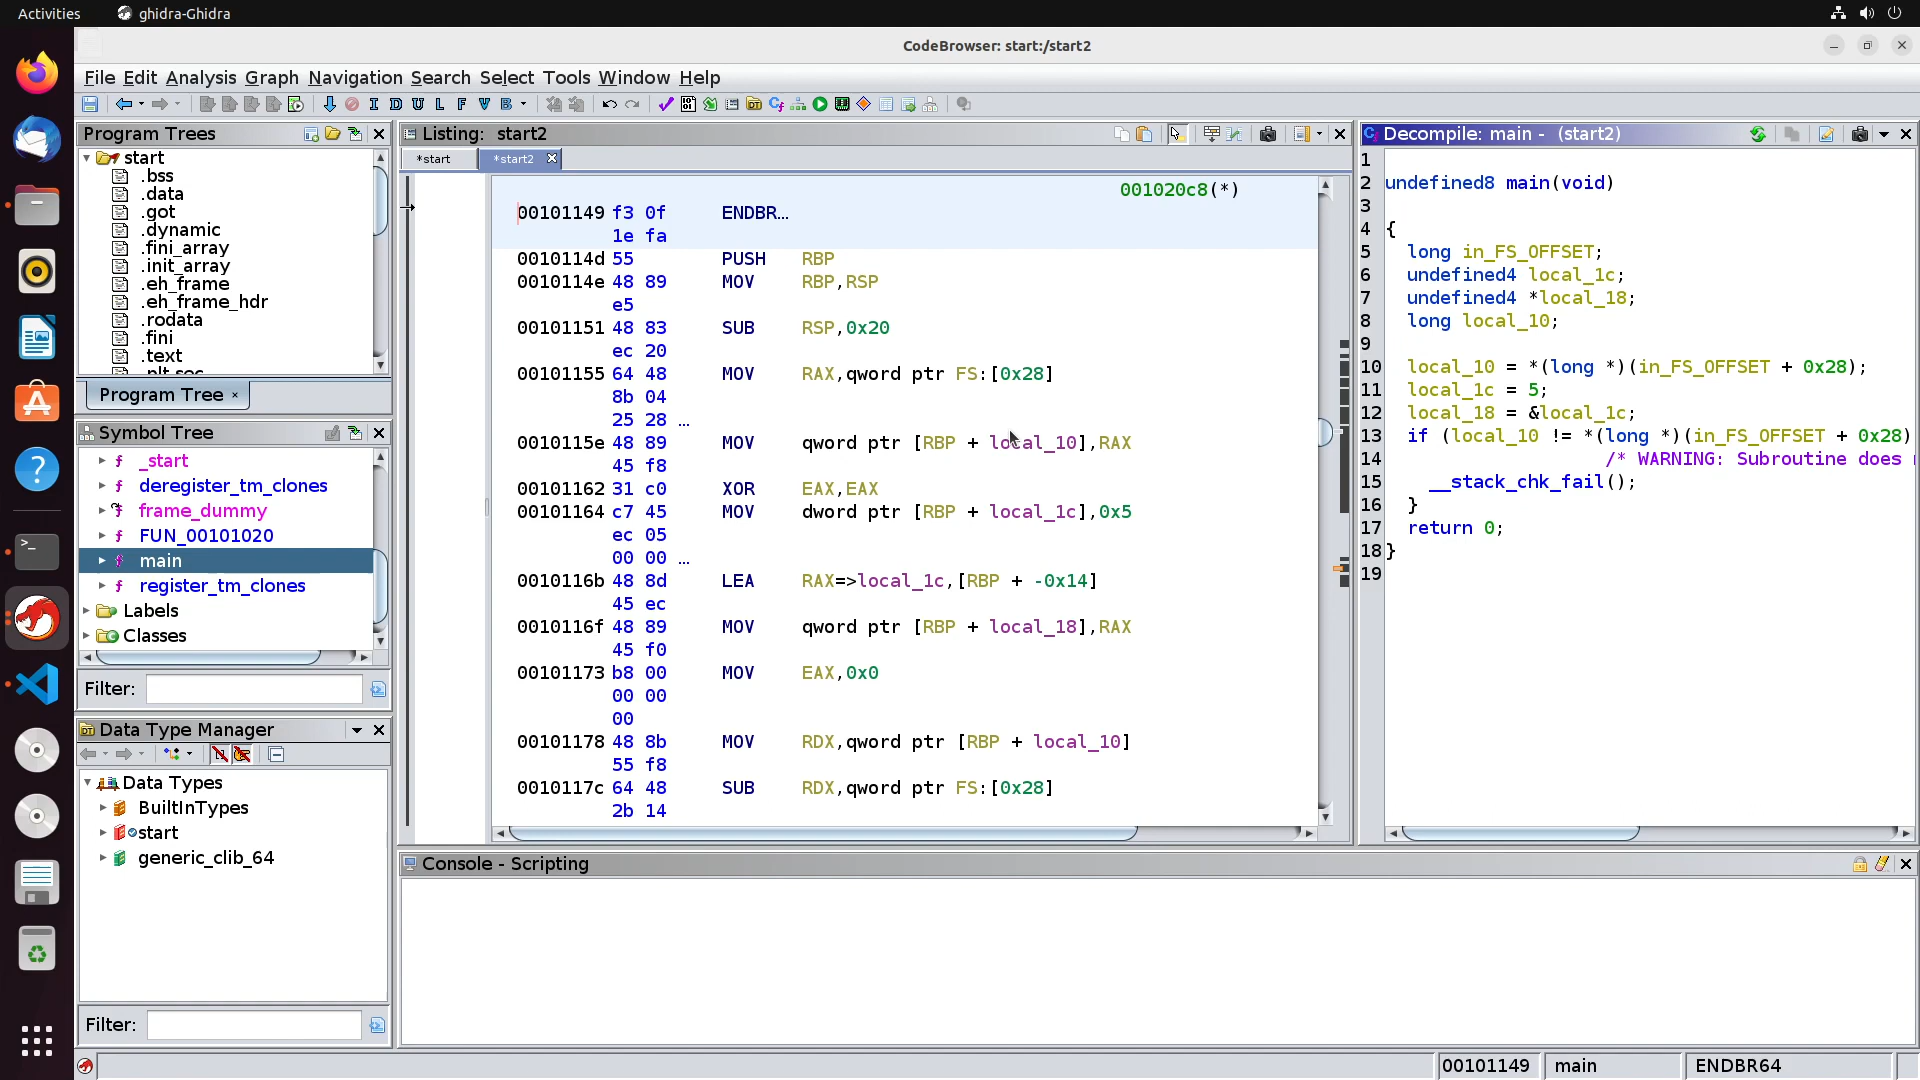 Activities
ghidra-Ghidra
CodeBrowser: start:/start2
File Edit Analysis Graph Navigation Search Select Tools Window Help
I D U L F V B
Program Trees
start
.bss
.data
.got
.dynamic
.fini_array
.init_array
.eh_frame
.eh_frame_hdr
.rodata
.fini
.text
.plt.sec
Program Tree ×
Symbol Tree
_start
deregister_tm_clones
frame_dummy
FUN_00101020
main
register_tm_clones
Labels
Classes
Filter:
Data Type Manager
Data Types
BuiltInTypes
start
generic_clib_64
Filter:
Listing: start2
*start
*start2
001020c8(*)
00101149 f3 0f ENDBR...
1e fa
0010114d 55 PUSH RBP
0010114e 48 89 MOV RBP,RSP
e5
00101151 48 83 SUB RSP,0x20
ec 20
00101155 64 48 MOV RAX,qword ptr FS:[0x28]
8b 04
25 28 ...
0010115e 48 89 MOV qword ptr [RBP + local_10],RAX
45 f8
00101162 31 c0 XOR EAX,EAX
00101164 c7 45 MOV dword ptr [RBP + local_1c],0x5
ec 05
00 00 ...
0010116b 48 8d LEA RAX=>local_1c,[RBP + -0x14]
45 ec
0010116f 48 89 MOV qword ptr [RBP + local_18],RAX
45 f0
00101173 b8 00 MOV EAX,0x0
00 00
00
00101178 48 8b MOV RDX,qword ptr [RBP + local_10]
55 f8
0010117c 64 48 SUB RDX,qword ptr FS:[0x28]
2b 14
Decompile: main - (start2)
1
2 undefined8 main(void)
3
4 {
5 long in_FS_OFFSET;
6 undefined4 local_1c;
7 undefined4 *local_18;
8 long local_10;
9
10 local_10 = *(long *)(in_FS_OFFSET + 0x28);
11 local_1c = 5;
12 local_18 = &local_1c;
13 if (local_10 != *(long *)(in_FS_OFFSET + 0x28)
14 /* WARNING: Subroutine does
15 __stack_chk_fail();
16 }
17 return 0;
18 }
19
Console - Scripting
00101149
main
ENDBR64